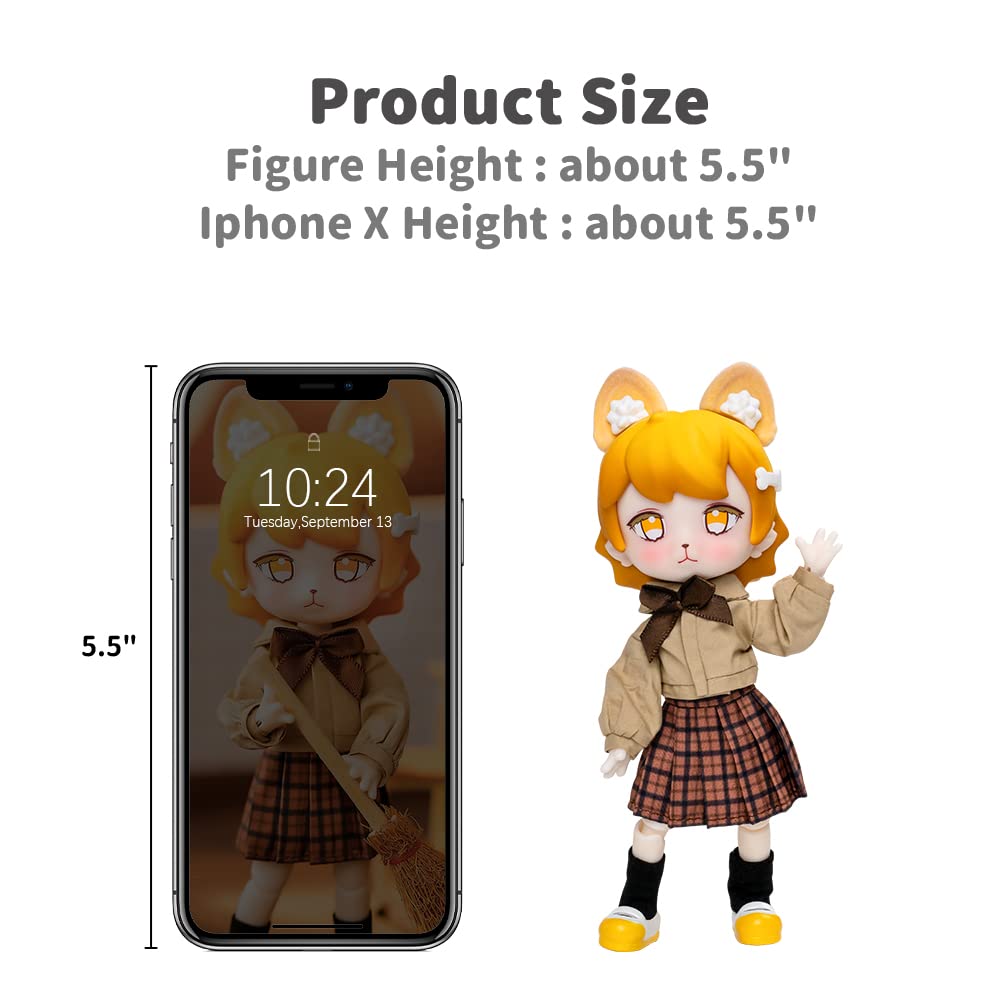 Product Size
Figure Height : about 5.5"
Iphone X Height : about 5.5"
10:24
Tuesday,September 13
5.5"